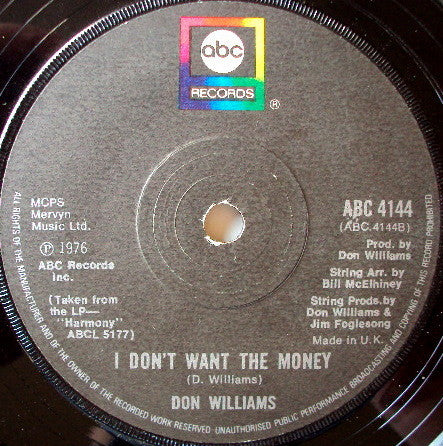 abc
RECORDS
®
MCPS
Mervyn
Music Ltd.
℗ 1976
ABC Records
Inc.
(Taken from
the LP—
"Harmony"
ABCL 5177)
ABC 4144
(ABC.4144B)
Prod. by
Don Williams
String Arr. by
Bill McElhiney
String Prods.by
Don Williams &
Jim Foglesong
Made in U.K.
I DON'T WANT THE MONEY
(D. Williams)
DON WILLIAMS
ALL RIGHTS OF THE MANUFACTURER AND OF THE OWNER OF THE RECORDED WORK RESERVED. UNAUTHORISED PUBLIC PERFORMANCE BROADCASTING AND COPYING OF THIS RECORD PROHIBITED